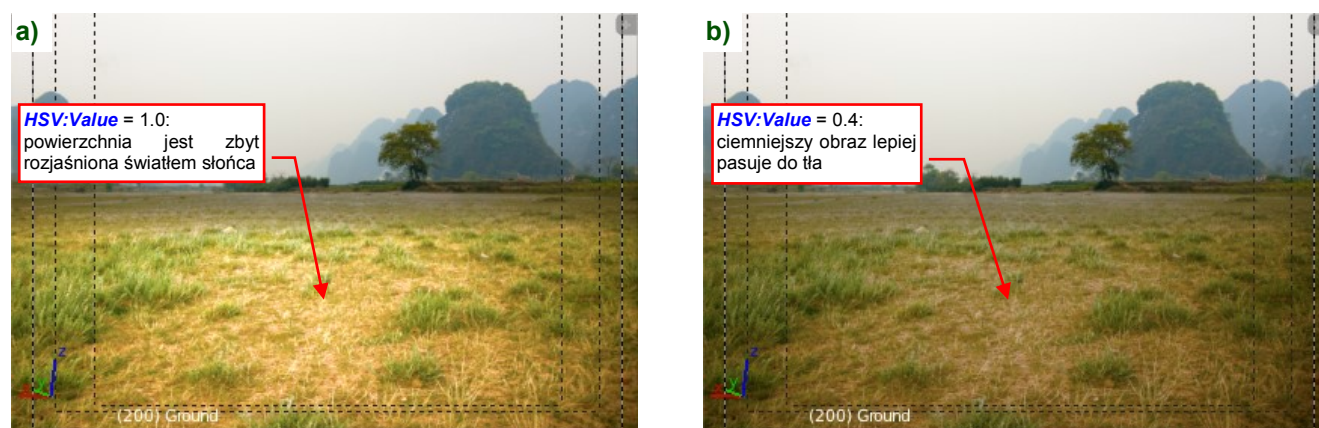 a)
HSV:Value = 1.0:
powierzchnia jest zbyt
rozjaśniona światłem słońca
z
(200) Ground
b)
HSV:Value = 0.4:
ciemniejszy obraz lepiej
pasuje do tła
z
(200) Ground